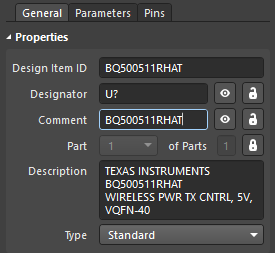 General Parameters Pins
Properties
Design Item ID BQ500511RHAT
Designator U?
Comment BQ500511RHAT
Part 1 of Parts 1
Description TEXAS INSTRUMENTS
BQ500511RHAT
WIRELESS PWR TX CNTRL, 5V,
VQFN-40
Type Standard